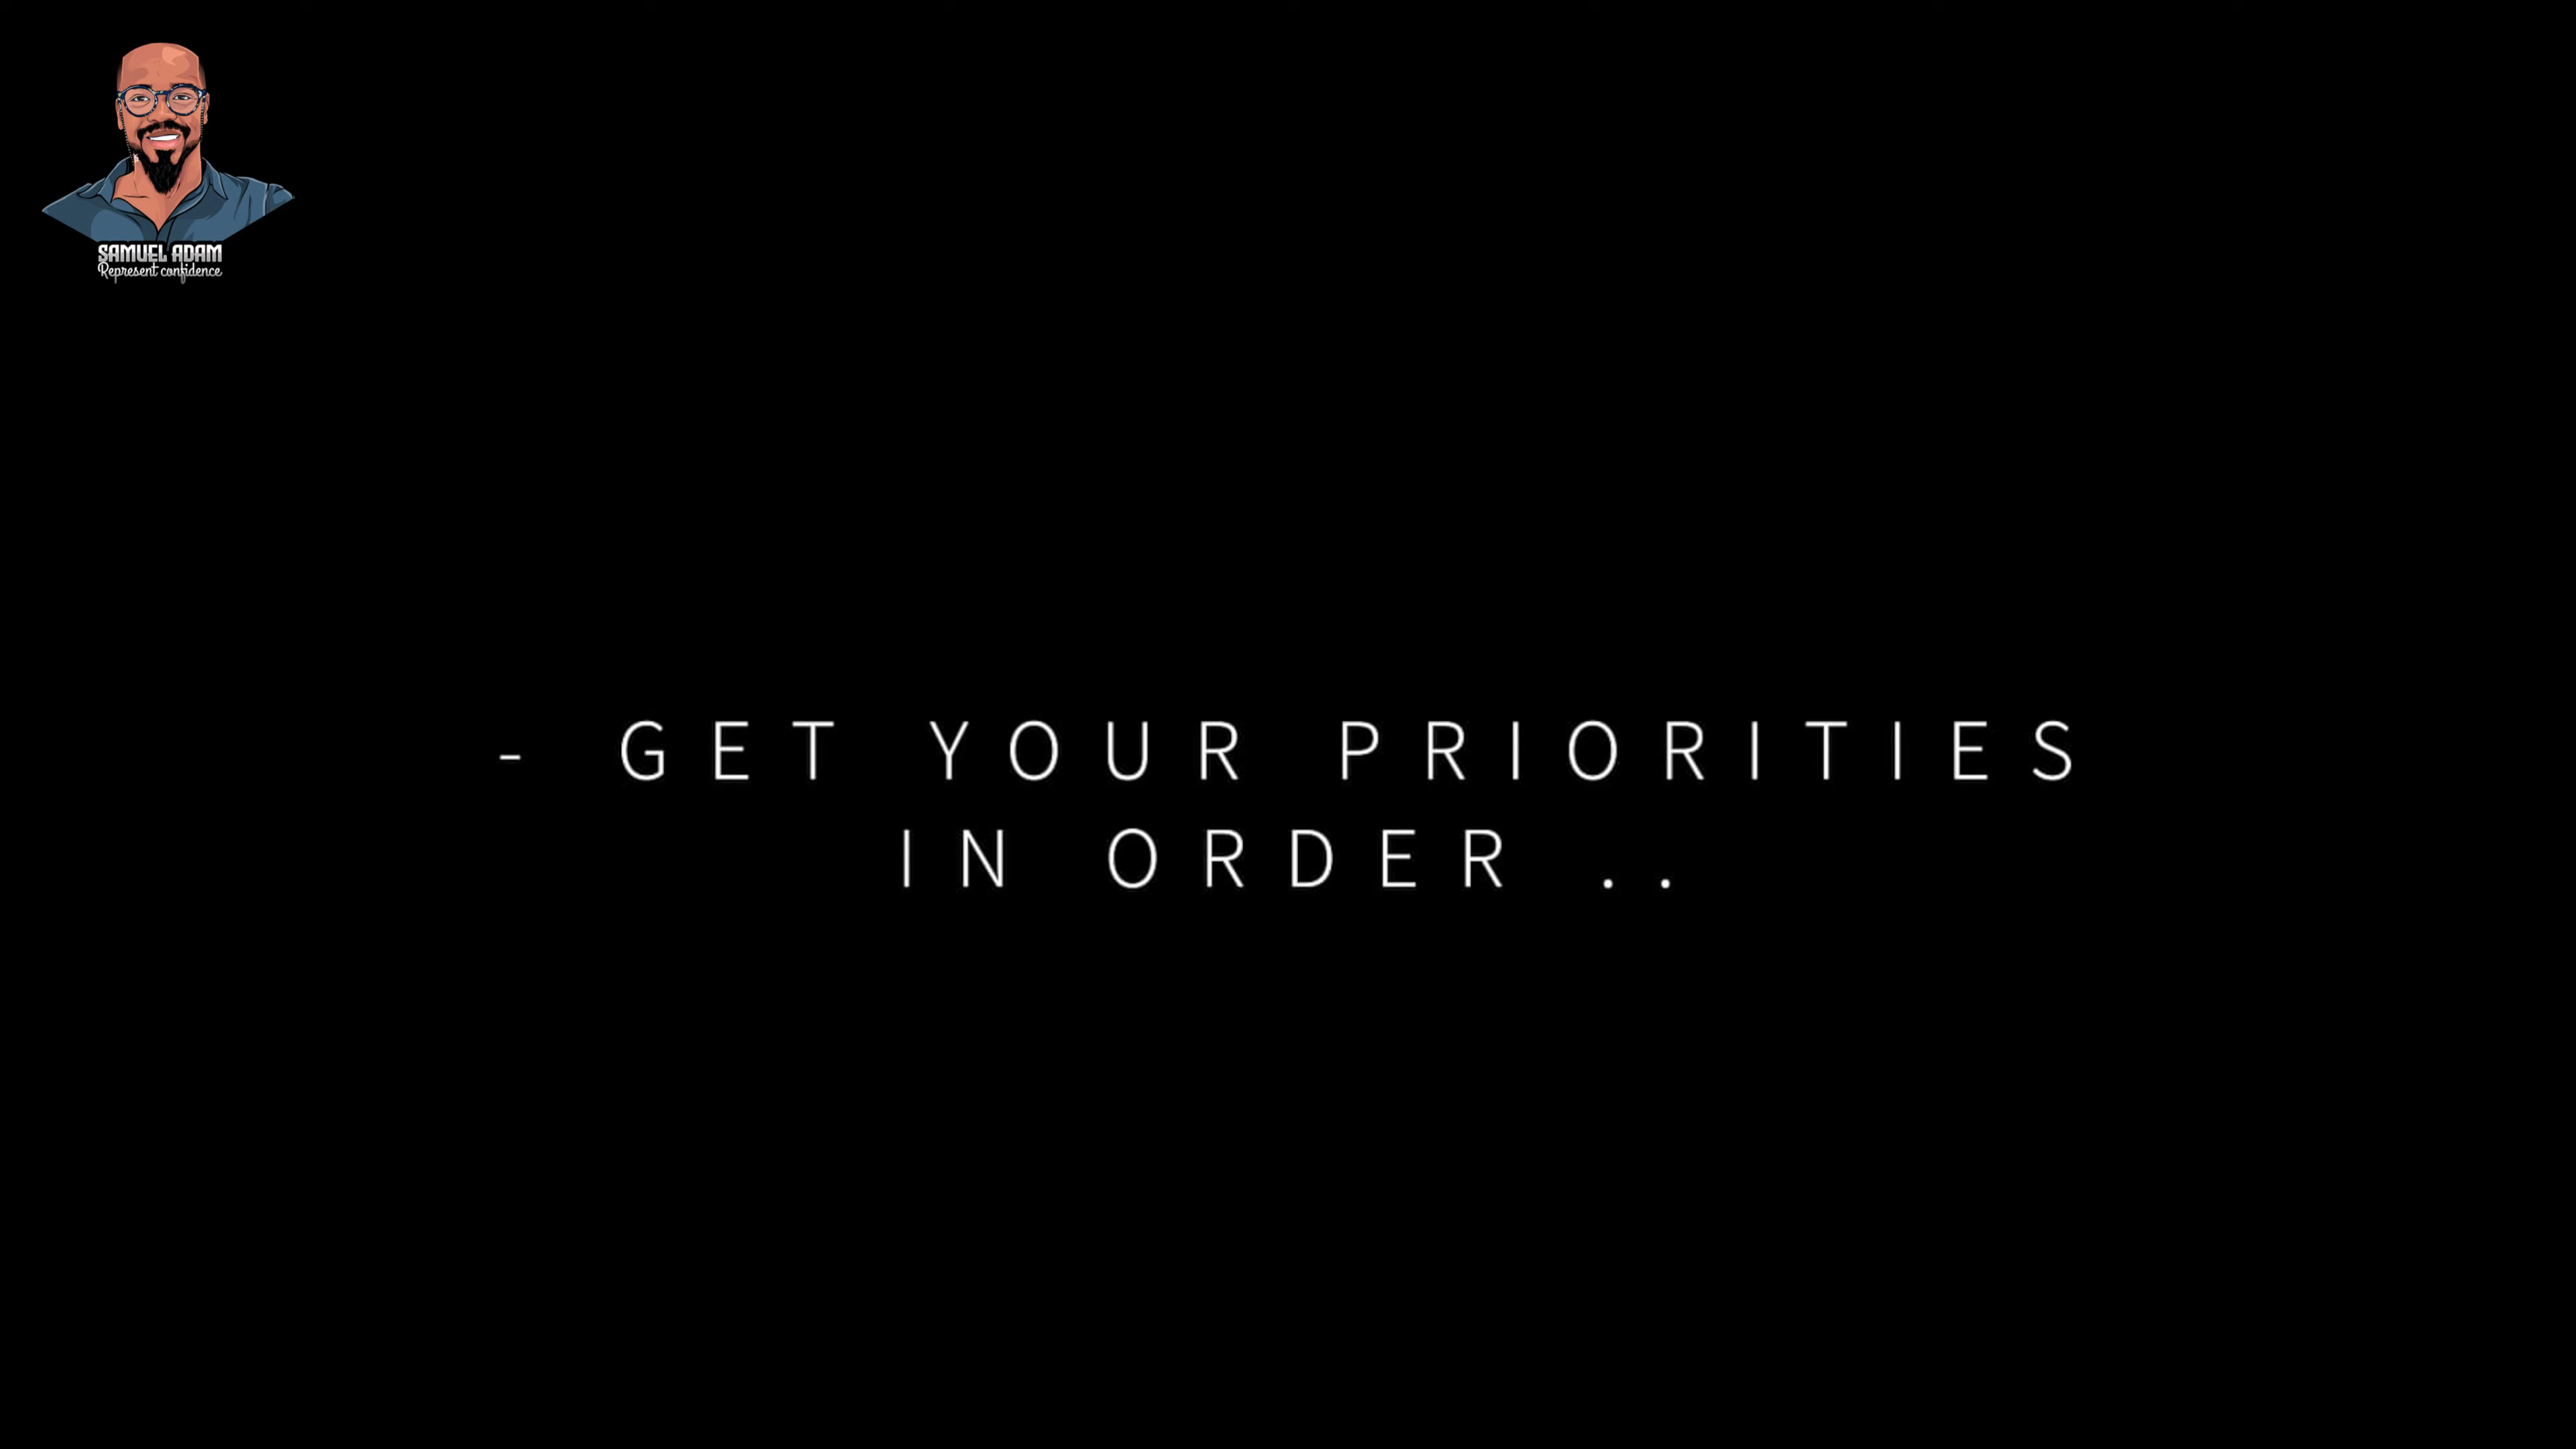 SAMUEL ADAM
Represent confidence
- GET YOUR PRIORITIES
IN ORDER ..